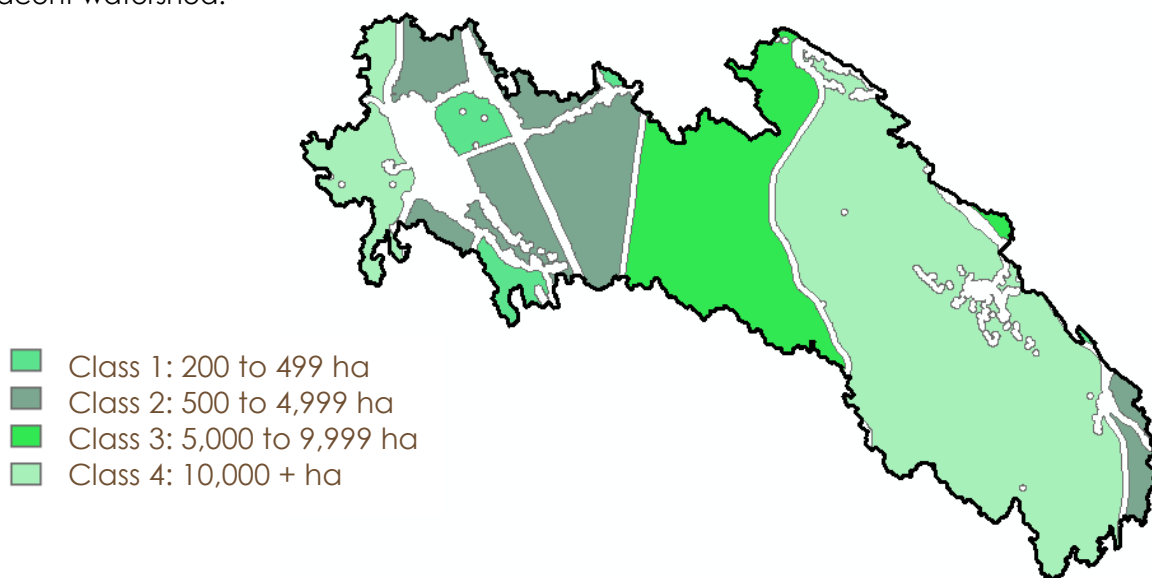 watershed.
Class 1: 200 to 499 ha
Class 2: 500 to 4,999 ha
Class 3: 5,000 to 9,999 ha
Class 4: 10,000 + ha